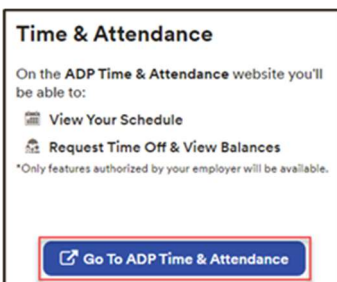 Time & Attendance
On the ADP Time & Attendance website you'll
be able to:
View Your Schedule
Request Time Off & View Balances
*Only features authorized by your employer will be available.
Go To ADP Time & Attendance